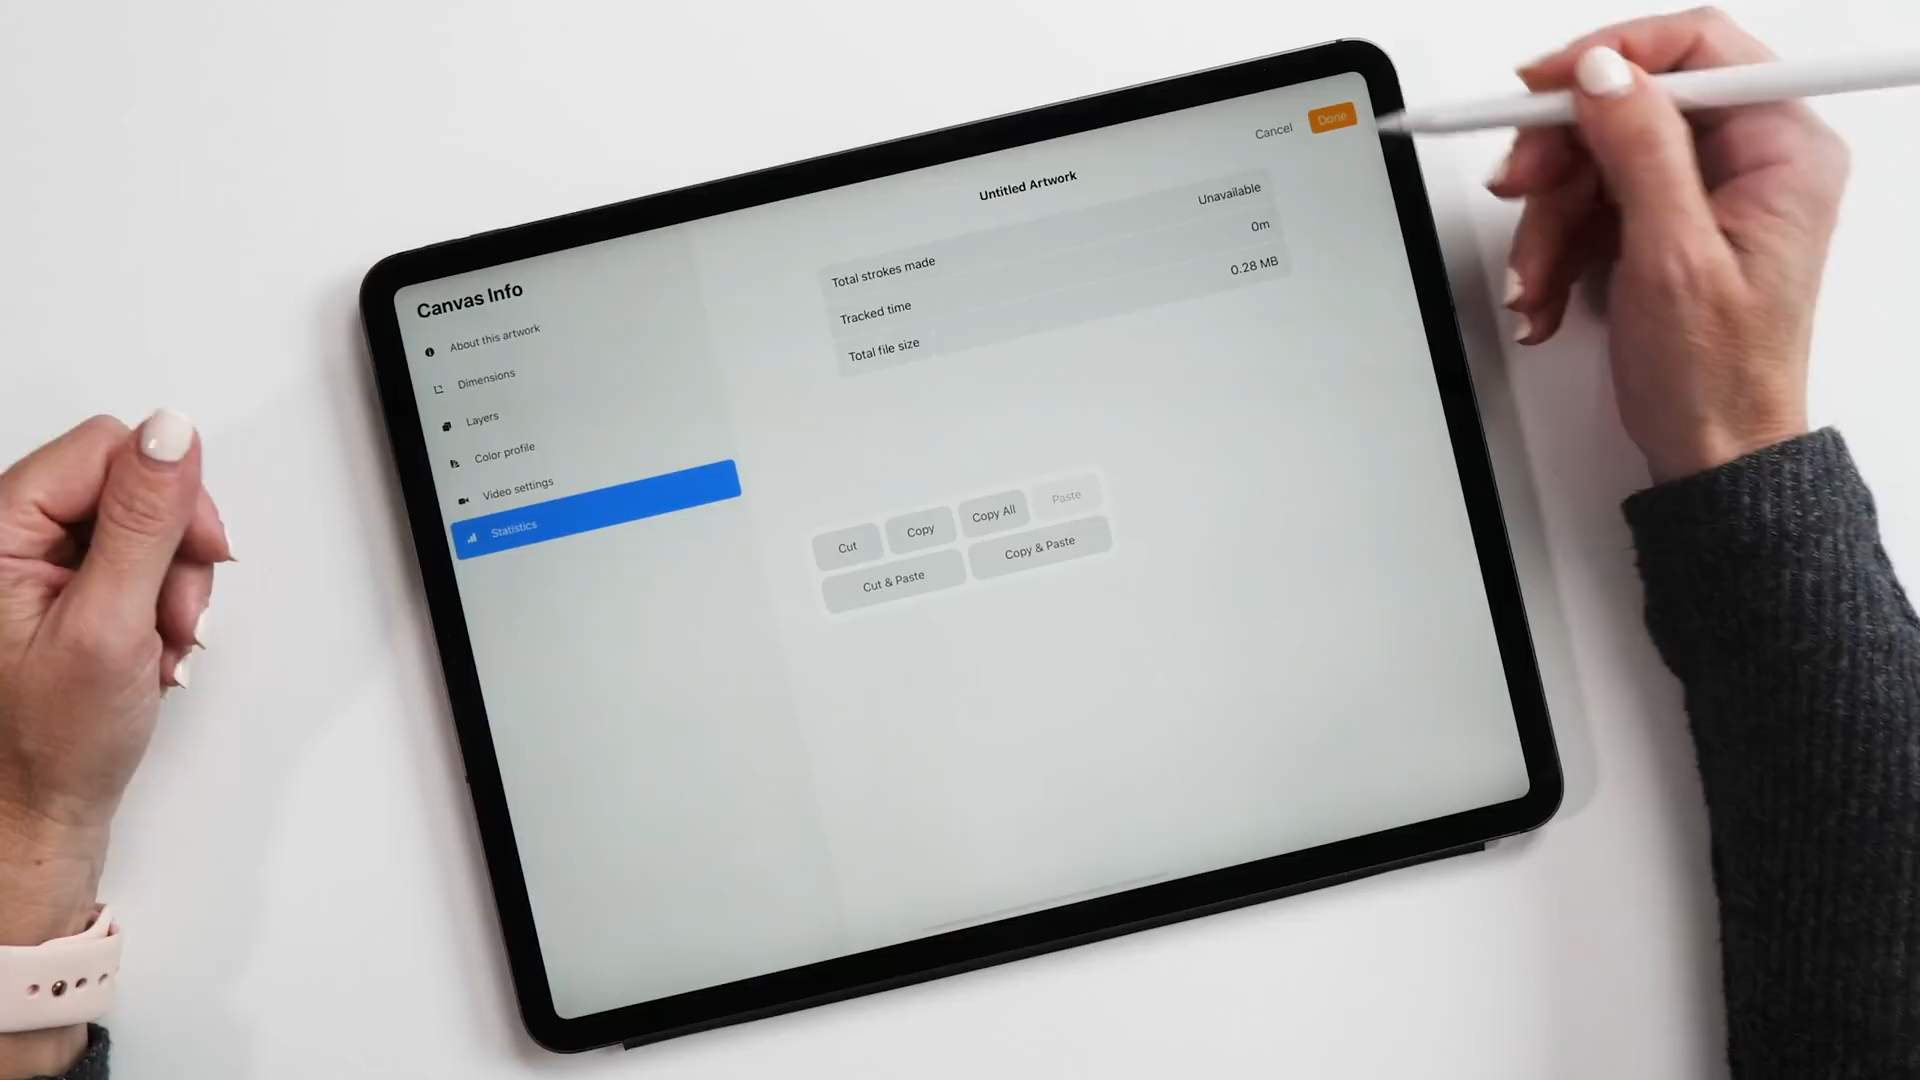 Cancel
Done
Untitled Artwork
Canvas Info
About this artwork
Dimensions
Layers
Color profile
Video settings
Statistics
Total strokes made Unavailable
Tracked time 0m
Total file size 0.28 MB
Cut Copy Copy All Paste
Cut & Paste Copy & Paste